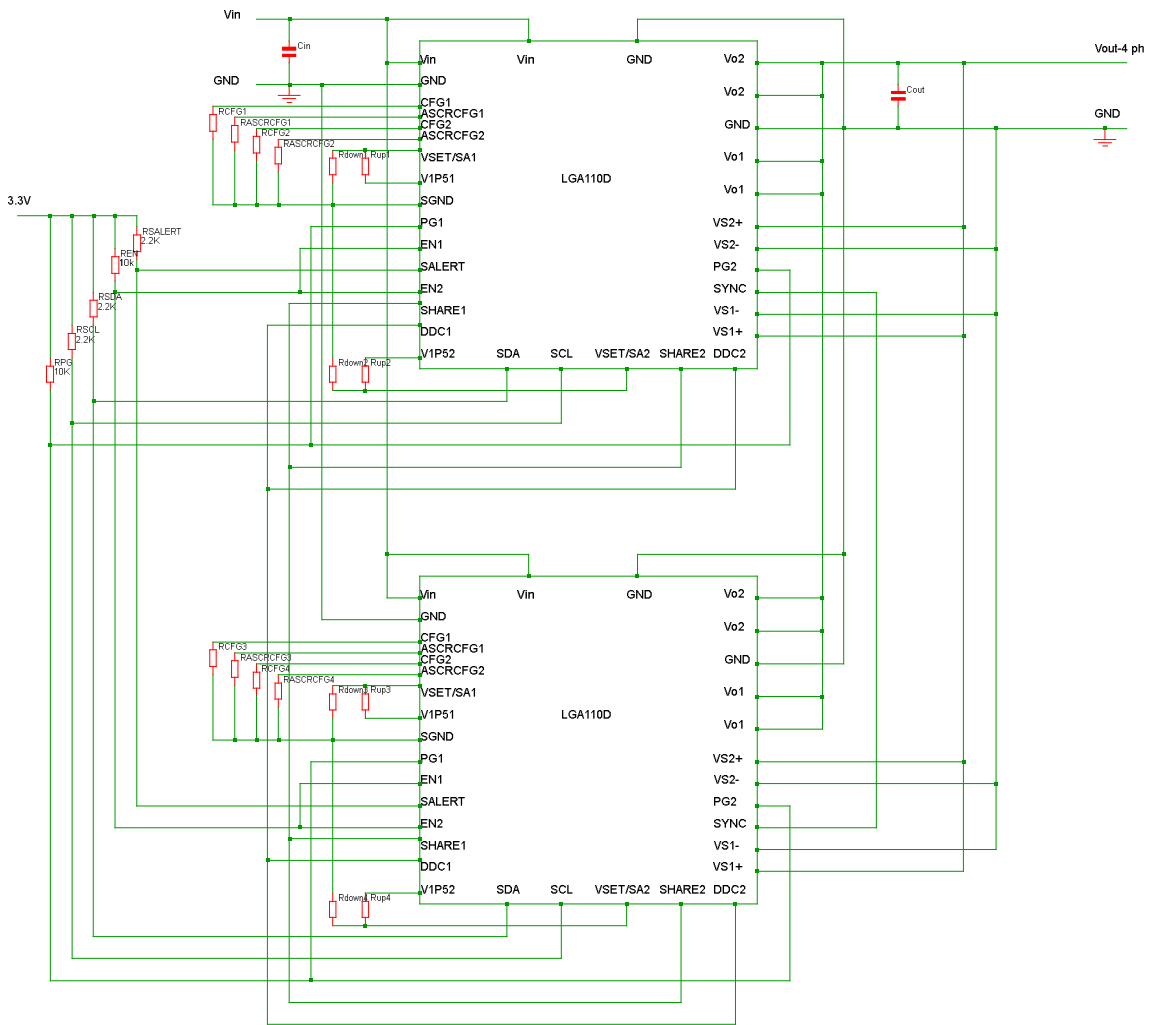 Vin
Cin
GND
Vin
Vin
GND
Vo2
Vout-4 ph
GND
CFG1
ASCRCFG1
CFG2
ASCRCFG2
VSET/SA1
V1P51
SGND
PG1
EN1
SALERT
EN2
SHARE1
DDC1
V1P52
SDA
SCL
VSET/SA2
SHARE2
DDC2
LGA110D
Vo2
GND
Vo1
Vo1
VS2+
VS2-
PG2
SYNC
VS1-
VS1+
Cout
GND
RCFG1
RASCRCFG1
RCFG2
RASCRCFG2
Rdown1
Rup1
3.3V
RSALERT
2.2K
REN
10k
RSDA
2.2K
RSCL
2.2K
RPG
10K
Rdown2
Rup2
Vin
Vin
GND
Vo2
GND
CFG1
ASCRCFG1
CFG2
ASCRCFG2
VSET/SA1
V1P51
SGND
PG1
EN1
SALERT
EN2
SHARE1
DDC1
V1P52
SDA
SCL
VSET/SA2
SHARE2
DDC2
LGA110D
Vo2
GND
Vo1
Vo1
VS2+
VS2-
PG2
SYNC
VS1-
VS1+
RCFG3
RASCRCFG3
RCFG4
RASCRCFG4
Rdown3
Rup3
Rdown4
Rup4